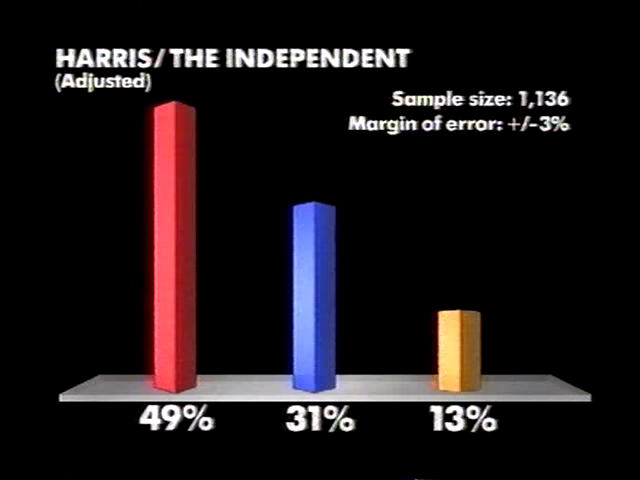 HARRIS/THE INDEPENDENT
(Adjusted)
Sample size: 1,136
Margin of error: +/-3%
49% 31% 13%